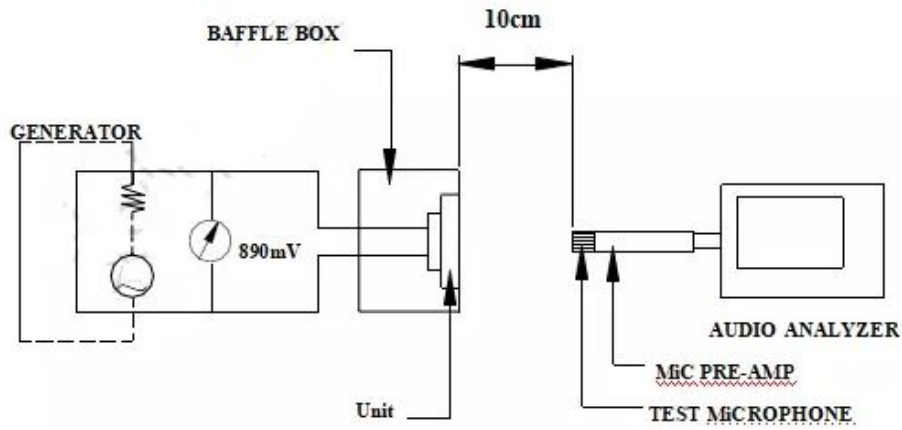 10cm
BAFFLE BOX
GENERATOR
890mV
AUDIO ANALYZER
MiC PRE-AMP
Unit
TEST MiCROPHONE